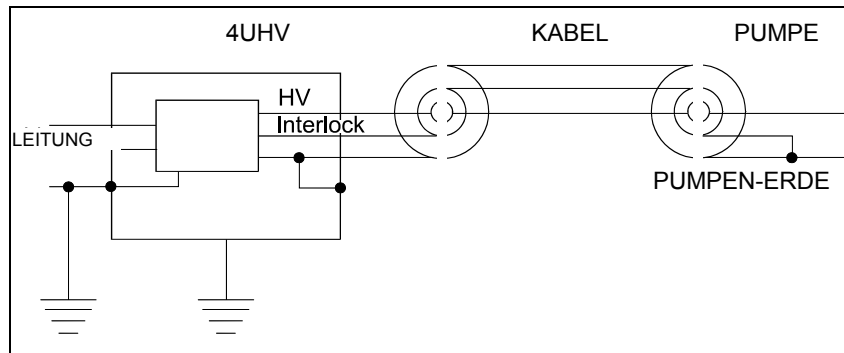 4UHV KABEL PUMPE
HV
Interlock
LEITUNG
PUMPEN-ERDE